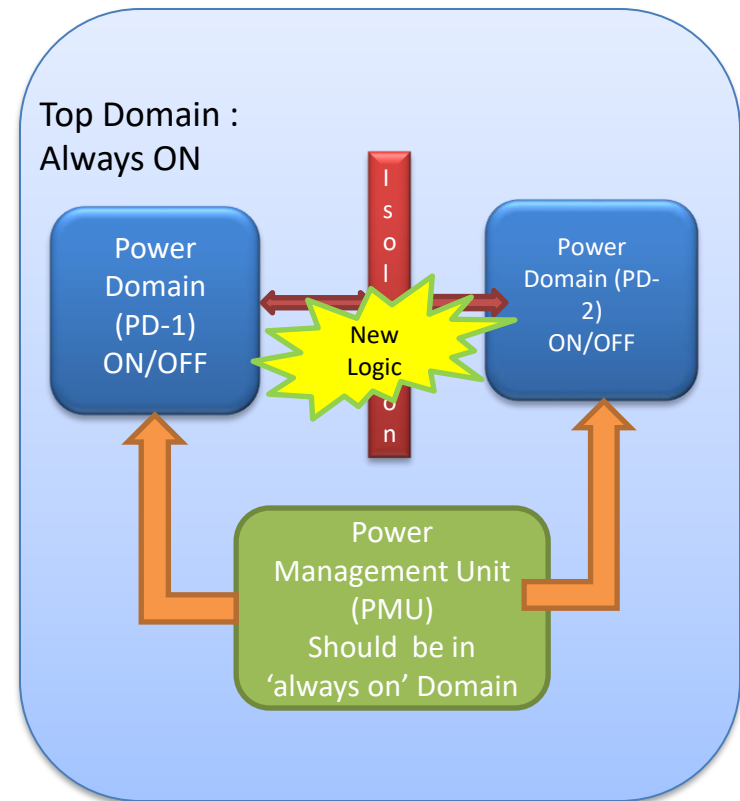 Top Domain :
Always ON
Power
Domain
(PD-1)
ON/OFF
I
s
o
l
o
n
New
Logic
Power
Domain (PD-
2)
ON/OFF
Power
Management Unit
(PMU)
Should  be in
‘always on’ Domain